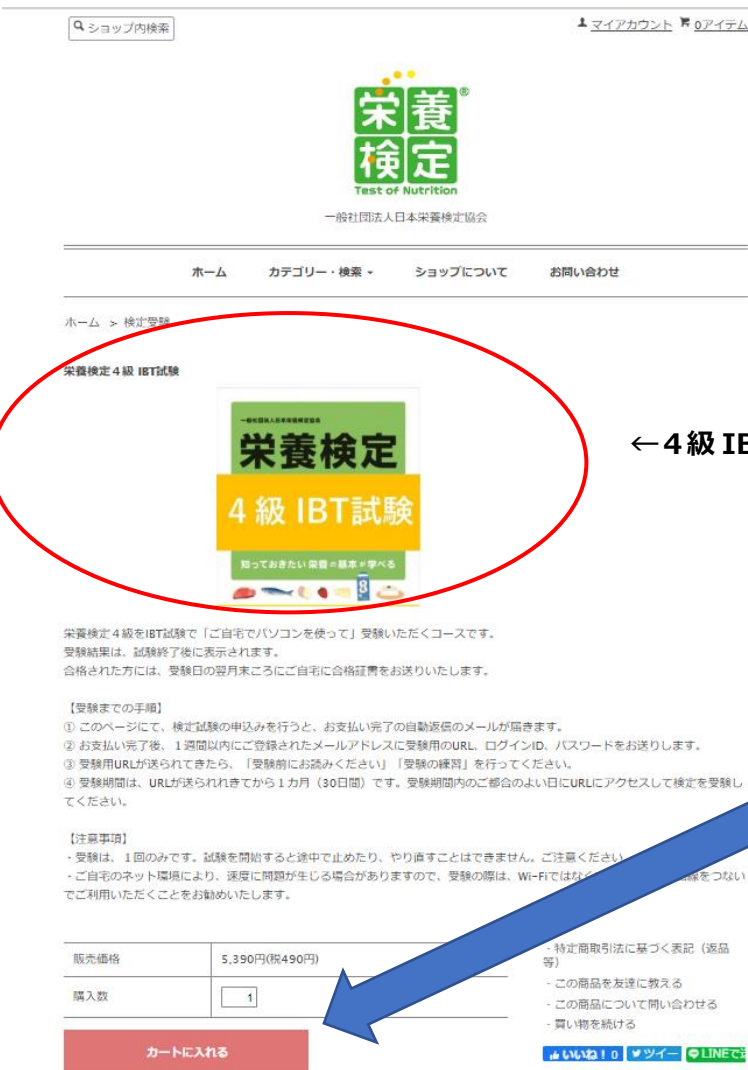 ショップ内検索
マイアカウント 0アイテム
栄養®
検定
Test of Nutrition
一般社団法人日本栄養検定協会
ホーム カテゴリー・検索 ショップについて お問い合わせ
ホーム > 検定受験
栄養検定４級 IBT試験
一般社団法人日本栄養検定協会
栄養検定
４級 IBT試験
知っておきたい栄養の基本が学べる
←４級 IB
栄養検定４級をIBT試験で「ご自宅でパソコンを使って」受験いただくコースです。
受験結果は、試験終了後に表示されます。
合格された方には、受験日の翌月末ころにご自宅に合格証書をお送りいたします。
【受験までの手順】
① このページにて、検定試験の申込みを行うと、お支払い完了の自動返信のメールが届きます。
② お支払い完了後、１週間以内にご登録されたメールアドレスに受験用のURL、ログインID、パスワードをお送りします。
③ 受験用URLが送られてきたら、「受験前にお読みください」「受験の練習」を行ってください。
④ 受験期間は、URLが送られれきてから１カ月（30日間）です。受験期間内のご都合のよい日にURLにアクセスして検定を受験し
てください。
【注意事項】
・受験は、１回のみです。試験を開始すると途中で止めたり、やり直すことはできません。ご注意ください
・ご自宅のネット環境により、速度に問題が生じる場合がありますので、受験の際は、Wi-Fiではなく 線をつない
でご利用いただくことをお勧めいたします。
販売価格 5,390円(税490円)
購入数 1
カートに入れる
- 特定商取引法に基づく表記（返品
等）
- この商品を友達に教える
- この商品について問い合わせる
- 買い物を続ける
いいね！ 0 ツイー LINEで